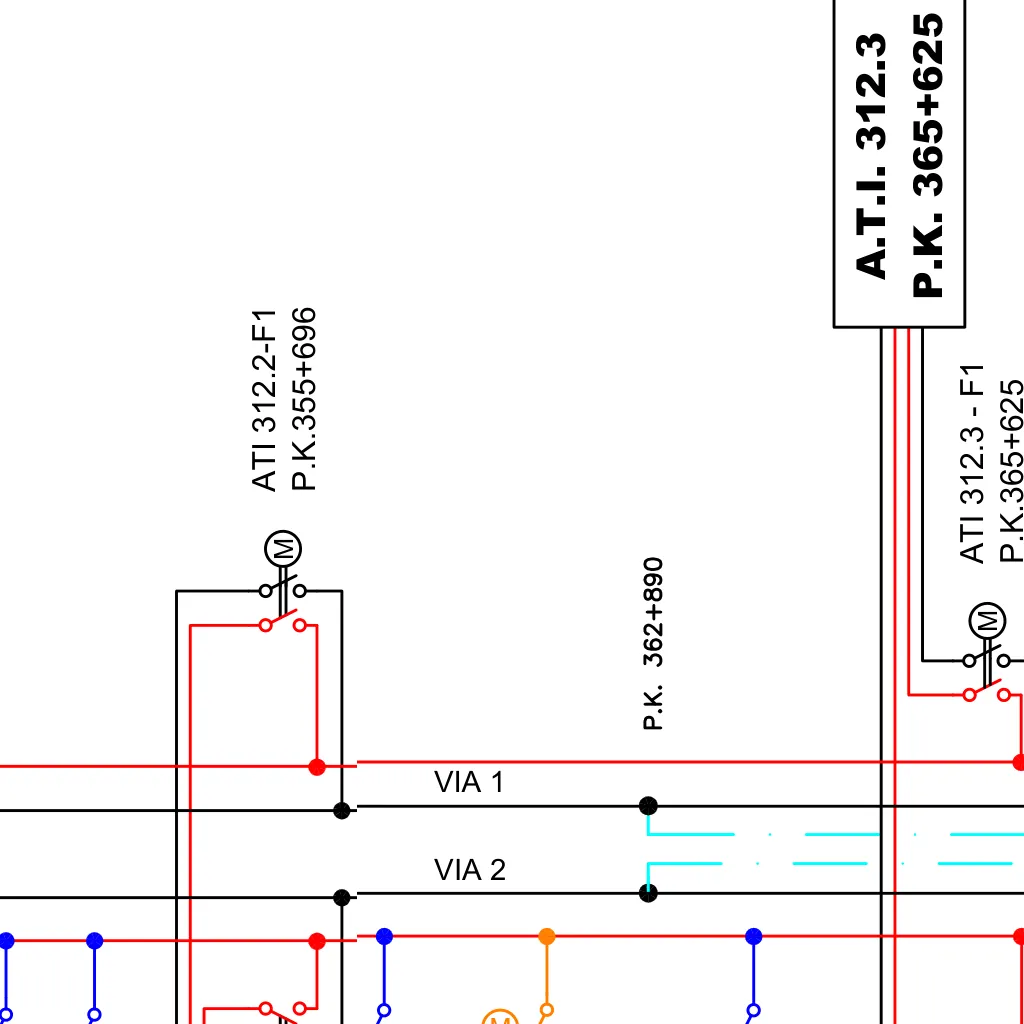 A.T.I. 312.3
P.K. 365+625
ATI 312.2-F1
P.K.355+696
ATI 312.3 - F1
P.K.365+625
P.K. 362+890
M
M
VIA 1
VIA 2
M